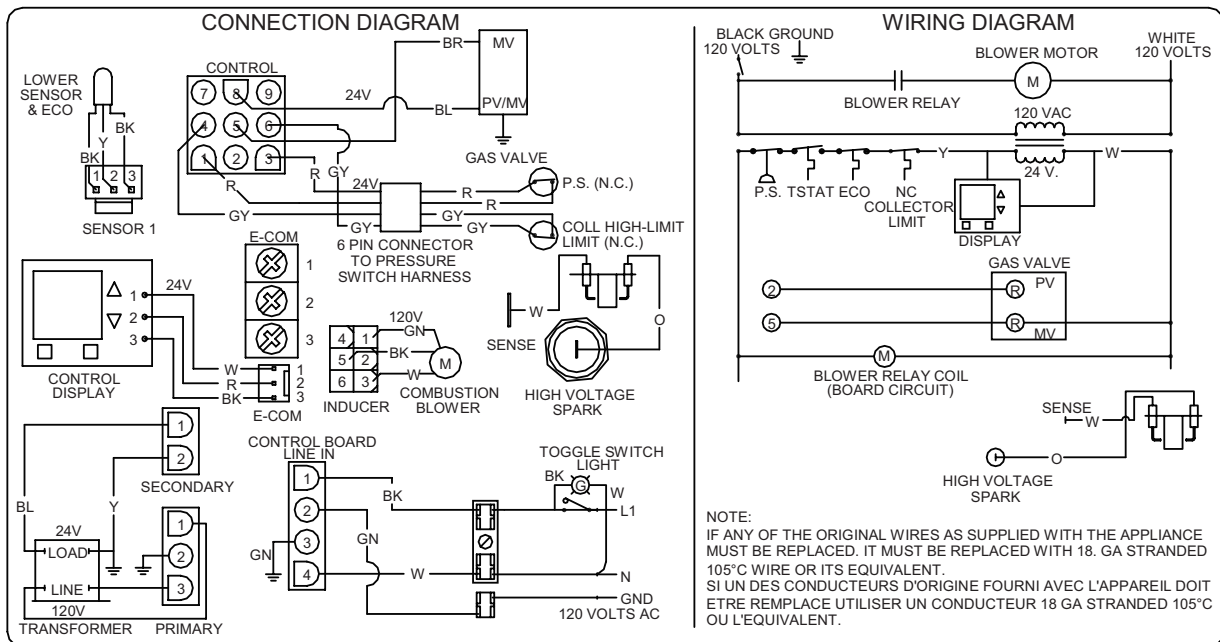 CONNECTION DIAGRAM
LOWER
SENSOR
& ECO
BK
Y
BK
1 2 3
SENSOR 1
CONTROL
7 8 9
4 5 6
1 2 3
24V
BR
BL
MV
PV/MV
GAS VALVE
R
R
GY
24V
GY
GY
R
R
GY
GY
P.S. (N.C.)
COLL HIGH-LIMIT
LIMIT (N.C.)
6 PIN CONNECTOR
TO PRESSURE
SWITCH HARNESS
E-COM
1
2
3
24V
1
2
3
CONTROL
DISPLAY
W
R
BK
1
2
3
E-COM
4 1
5 2
6 3
INDUCER
120V
GN
BK
W
M
COMBUSTION
BLOWER
SENSE
W
O
HIGH VOLTAGE
SPARK
1
2
SECONDARY
BL
Y
24V
LOAD
LINE
120V
TRANSFORMER
1
2
3
PRIMARY
CONTROL BOARD
LINE IN
1
2
3
4
GN
GN
BK
W
TOGGLE SWITCH
LIGHT
BK
G
W
L1
N
GND
120 VOLTS AC
WIRING DIAGRAM
BLACK GROUND
120 VOLTS
WHITE
120 VOLTS
BLOWER MOTOR
M
BLOWER RELAY
120 VAC
24 V.
Y
W
P.S. TSTAT ECO
NC
COLLECTOR
LIMIT
DISPLAY
GAS VALVE
2
R
PV
5
R
MV
M
BLOWER RELAY COIL
(BOARD CIRCUIT)
SENSE
W
O
HIGH VOLTAGE
SPARK
NOTE:
IF ANY OF THE ORIGINAL WIRES AS SUPPLIED WITH THE APPLIANCE
MUST BE REPLACED. IT MUST BE REPLACED WITH 18. GA STRANDED
105°C WIRE OR ITS EQUIVALENT.
SI UN DES CONDUCTEURS D'ORIGINE FOURNI AVEC L'APPAREIL DOIT
ETRE REMPLACE UTILISER UN CONDUCTEUR 18 GA STRANDED 105°C
OU L'EQUIVALENT.